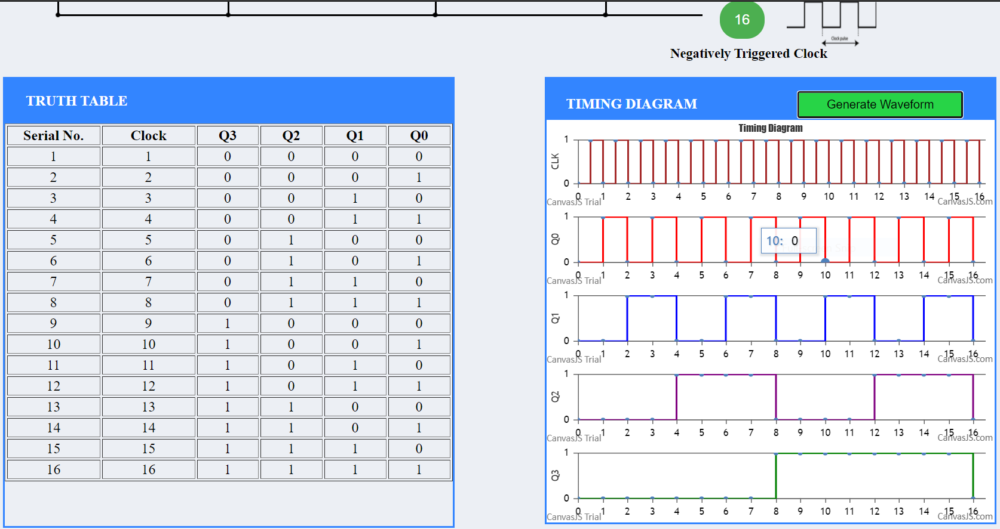 16
Clock pulse
Negatively Triggered Clock
TRUTH TABLE
Serial No. Clock Q3 Q2 Q1 Q0
1 1 0 0 0 0
2 2 0 0 0 1
3 3 0 0 1 0
4 4 0 0 1 1
5 5 0 1 0 0
6 6 0 1 0 1
7 7 0 1 1 0
8 8 0 1 1 1
9 9 1 0 0 0
10 10 1 0 0 1
11 11 1 0 1 0
12 12 1 0 1 1
13 13 1 1 0 0
14 14 1 1 0 1
15 15 1 1 1 0
16 16 1 1 1 1
TIMING DIAGRAM
Generate Waveform
Timing Diagram
1
CLK
0
0 1 2 3 4 5 6 7 8 9 10 11 12 13 14 15 16
CanvasJS Trial CanvasJS.com
1
Q0
10: 0
0
0 1 2 3 4 5 6 7 8 9 10 11 12 13 14 15 16
CanvasJS Trial CanvasJS.com
1
Q1
0
0 1 2 3 4 5 6 7 8 9 10 11 12 13 14 15 16
CanvasJS Trial CanvasJS.com
1
Q2
0
0 1 2 3 4 5 6 7 8 9 10 11 12 13 14 15 16
CanvasJS Trial CanvasJS.com
1
Q3
0
0 1 2 3 4 5 6 7 8 9 10 11 12 13 14 15 16
CanvasJS Trial CanvasJS.com